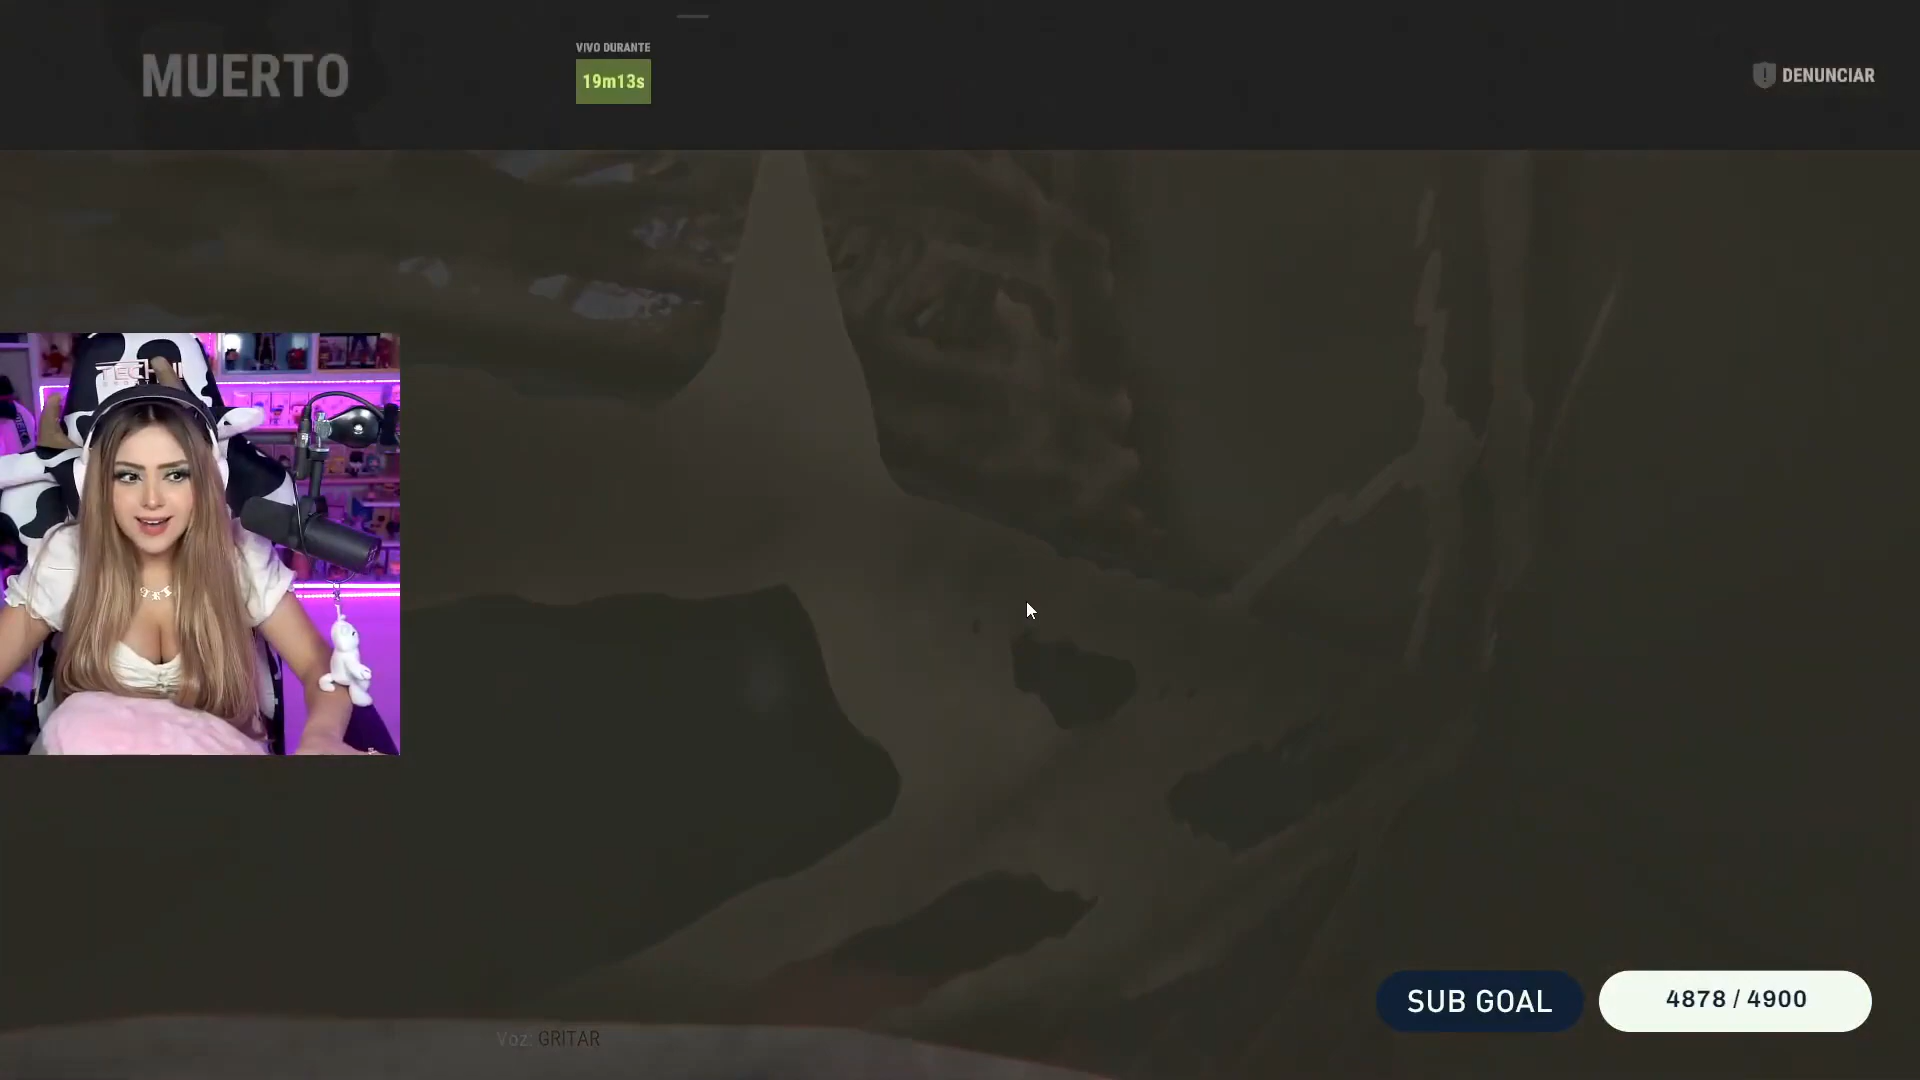 MUERTO
VIVO DURANTE
19m13s
DENUNCIAR
SUB GOAL
4878 / 4900
Voz: GRITAR